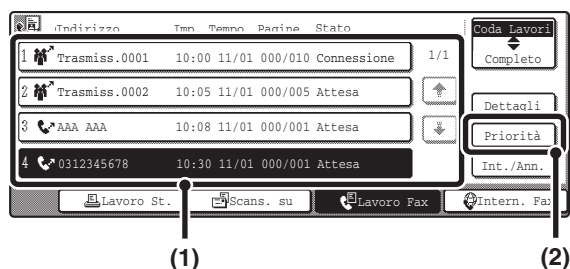 Indirizzo Imp. Tempo Pagine Stato
Coda Lavori
Completo
1 Trasmiss.0001 10:00 11/01 000/010 Connessione
1/1
2 Trasmiss.0002 10:05 11/01 000/005 Attesa
Dettagli
3 AAA AAA 10:08 11/01 000/001 Attesa
Priorità
4 0312345678 10:30 11/01 000/001 Attesa
Int./Ann.
Lavoro St. Scans. su Lavoro Fax Intern. Fax
(1) (2)